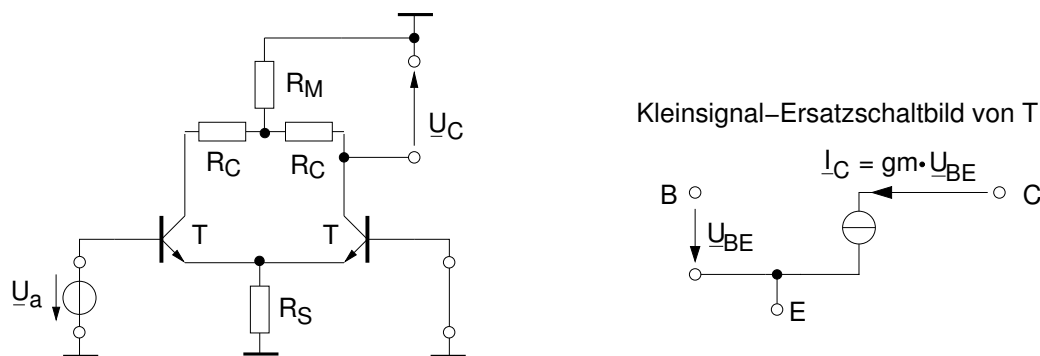 R_M
U_C
R_C R_C
T T
U_a
R_S
Kleinsignal-Ersatzschaltbild von T
I_C = gm·U_BE
B C
U_BE
E